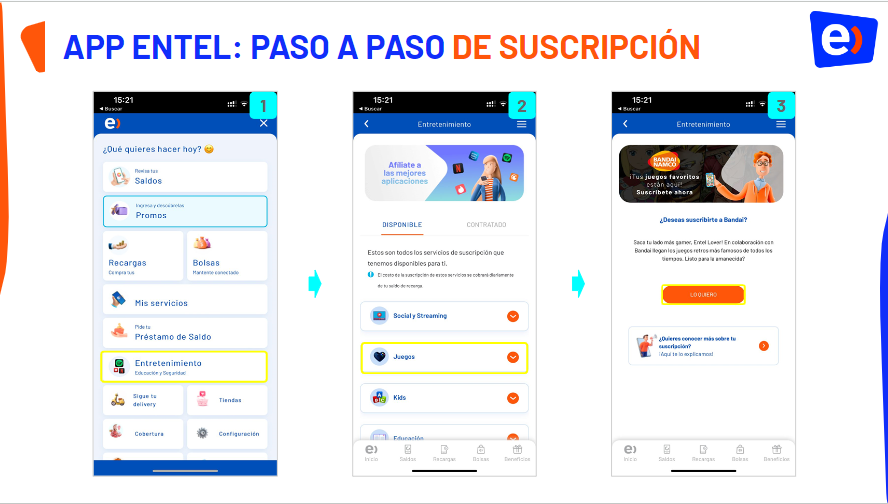 APP ENTEL: PASO A PASO DE SUSCRIPCIÓN
e)
15:21
Buscar
1
e)
¿Qué quieres hacer hoy?
Revisa tus
Saldos
Ingresa y descúbrelas
Promos
Recargas
Compra tus
Bolsas
Mantente conectado
Mis servicios
Pide tu
Préstamo de Saldo
Entretenimiento
Educación y Seguridad
Sigue tu
delivery
Tiendas
Cobertura
Configuración
15:21
Buscar
2
Entretenimiento
Afíliate a
las mejores
aplicaciones
DISPONIBLE
CONTRATADO
Estos son todos los servicios de suscripción que
tenemos disponibles para ti.
El costo de la suscripción de estos servicios se cobrará diariamente
de tu saldo de recarga.
Social y Streaming
Juegos
Kids
Educación
e)
Inicio
Saldos
Recargas
Bolsas
Beneficios
15:21
Buscar
3
Entretenimiento
BANDAI
NAMCO
¡Tus juegos favoritos
están aquí!
Suscríbete ahora
¿Deseas suscribirte a Bandai?
Saca tu lado más gamer, Entel Lover! En colaboración con
Bandai llegan los juegos retros más famosos de todos los
tiempos. Listo para la amanecida?
LO QUIERO
¿Quieres conocer más sobre tu
suscripción?
¡Aquí te lo explicamos!
e)
Inicio
Saldos
Recargas
Bolsas
Beneficios